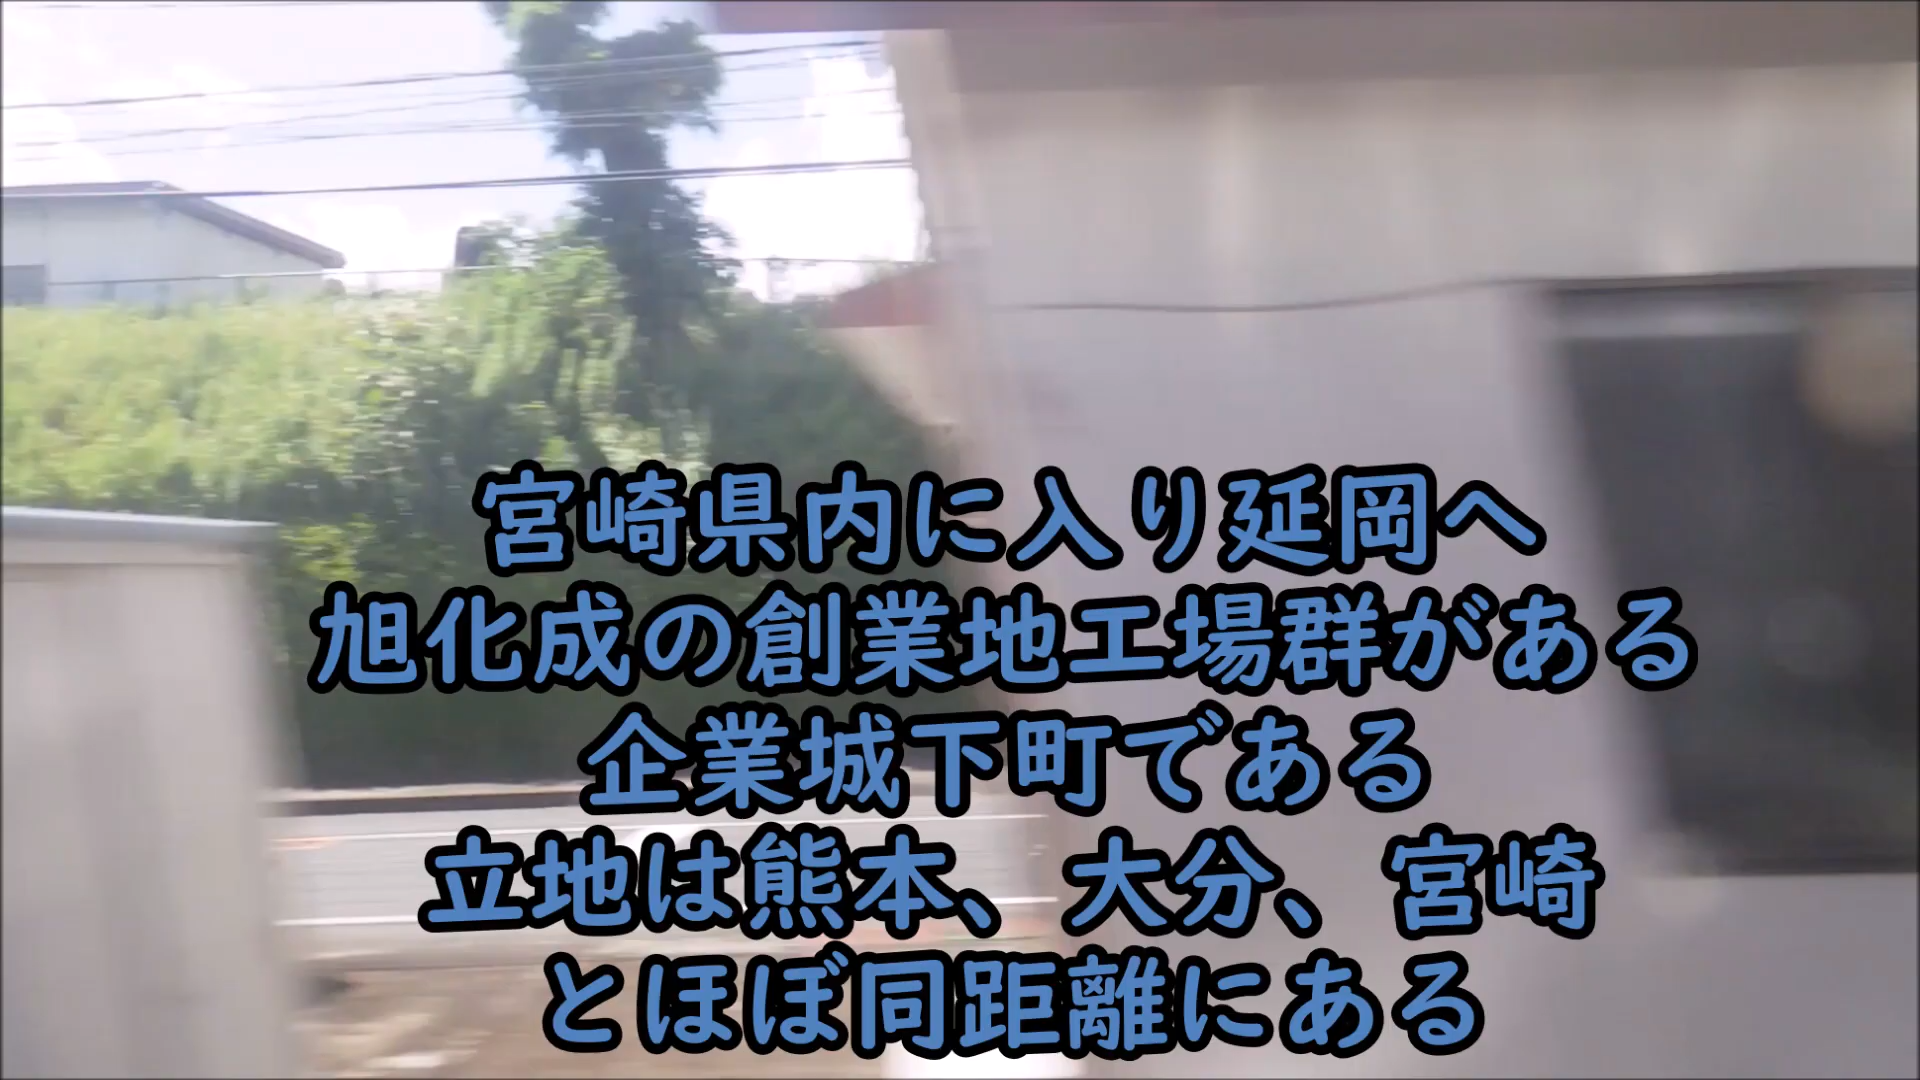 宮崎県内に入り延岡へ
旭化成の創業地工場群がある
企業城下町である
立地は熊本、大分、宮崎
とほぼ同距離にある